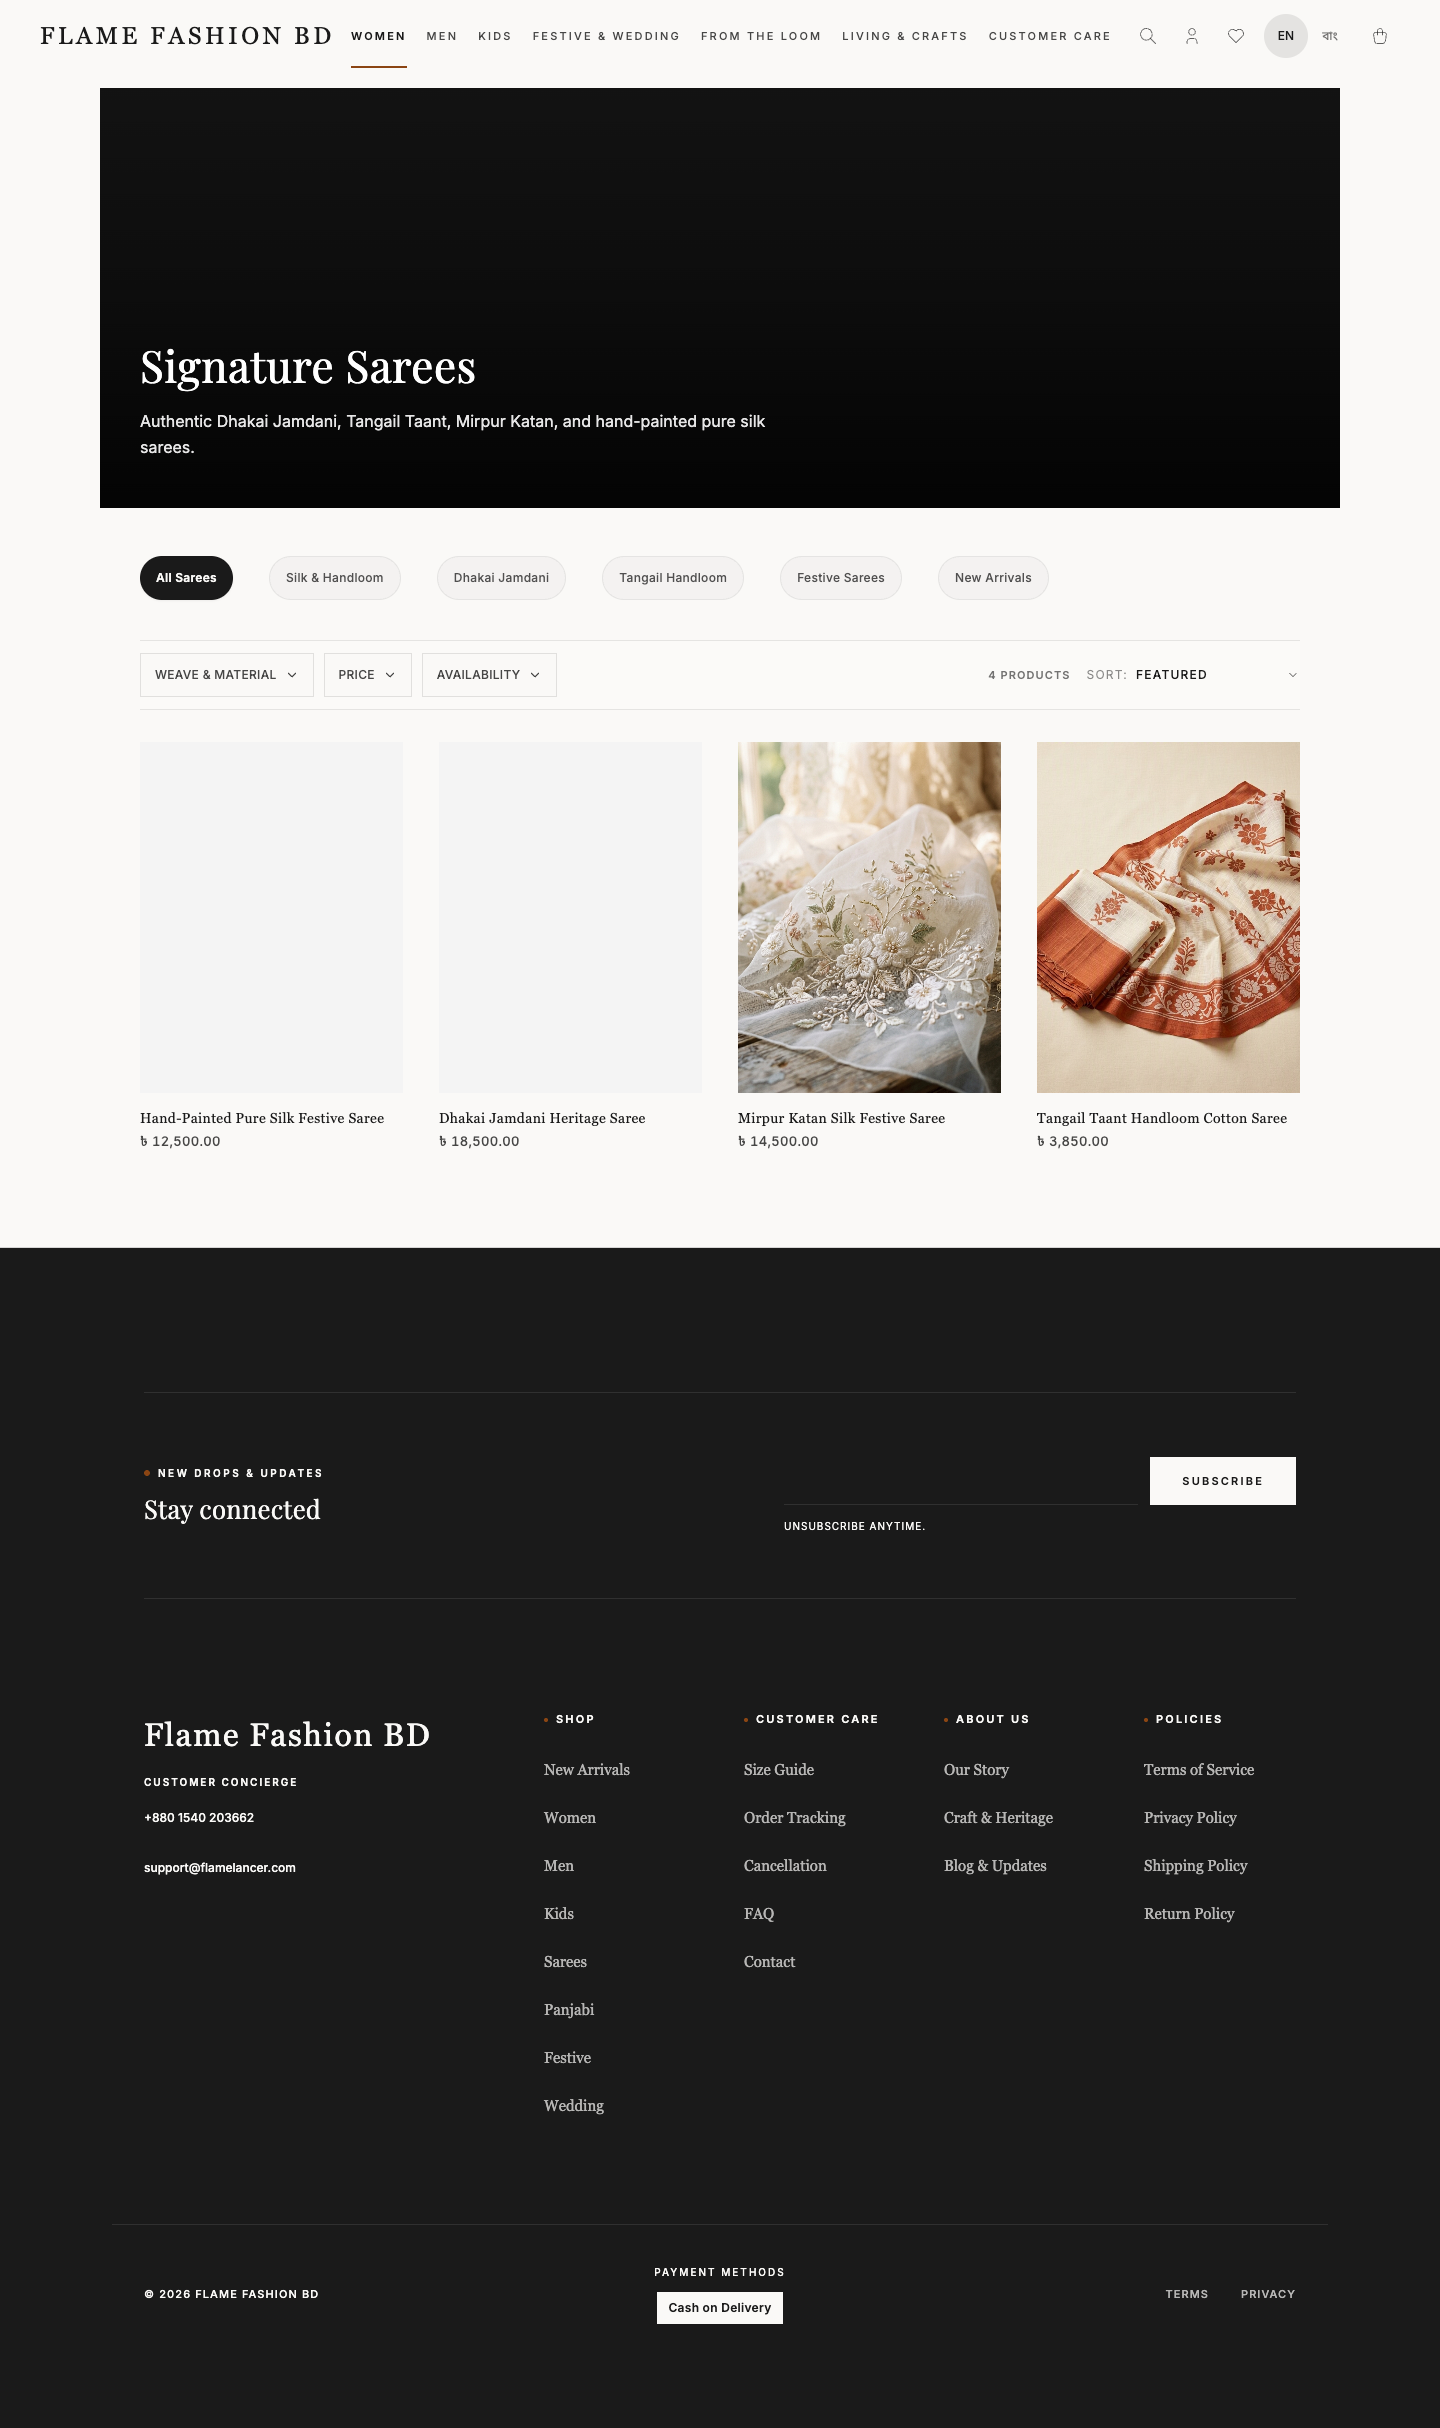 FLAME FASHION BD
WOMEN MEN KIDS FESTIVE & WEDDING FROM THE LOOM LIVING & CRAFTS CUSTOMER CARE EN বাং
Signature Sarees
Authentic Dhakai Jamdani, Tangail Taant, Mirpur Katan, and hand-painted pure silk
sarees.
All Sarees Silk & Handloom Dhakai Jamdani Tangail Handloom Festive Sarees New Arrivals
WEAVE & MATERIAL PRICE AVAILABILITY 4 PRODUCTS SORT: FEATURED
Hand-Painted Pure Silk Festive Saree
৳ 12,500.00
Dhakai Jamdani Heritage Saree
৳ 18,500.00
Mirpur Katan Silk Festive Saree
৳ 14,500.00
Tangail Taant Handloom Cotton Saree
৳ 3,850.00
NEW DROPS & UPDATES
Stay connected
SUBSCRIBE
UNSUBSCRIBE ANYTIME.
Flame Fashion BD
CUSTOMER CONCIERGE
+880 1540 203662
support@flamelancer.com
SHOP
New Arrivals
Women
Men
Kids
Sarees
Panjabi
Festive
Wedding
CUSTOMER CARE
Size Guide
Order Tracking
Cancellation
FAQ
Contact
ABOUT US
Our Story
Craft & Heritage
Blog & Updates
POLICIES
Terms of Service
Privacy Policy
Shipping Policy
Return Policy
© 2026 FLAME FASHION BD
PAYMENT METHODS
Cash on Delivery
TERMS PRIVACY